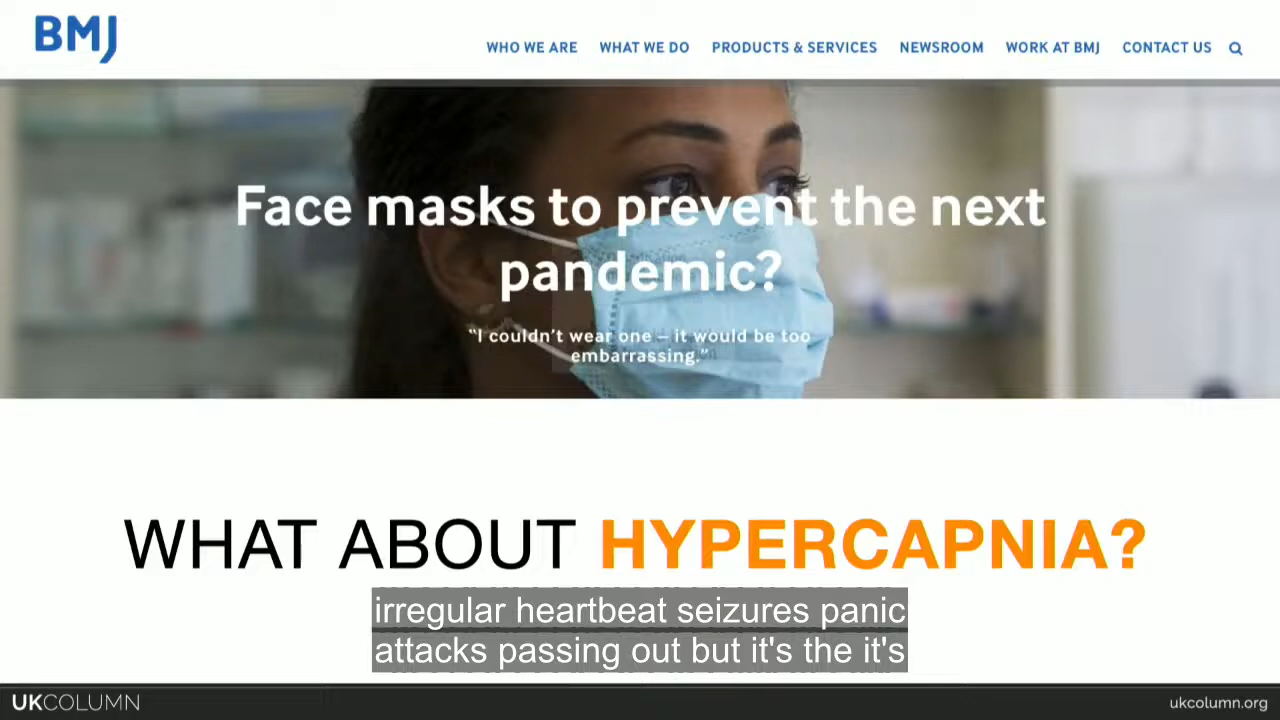 BMJ
WHO WE ARE WHAT WE DO PRODUCTS & SERVICES NEWSROOM WORK AT BMJ CONTACT US
Face masks to prevent the next
pandemic?
“I couldn’t wear one – it would be too
embarrassing.”
WHAT ABOUT HYPERCAPNIA?
irregular heartbeat seizures panic
attacks passing out but it's the it's
UKCOLUMN
ukcolumn.org